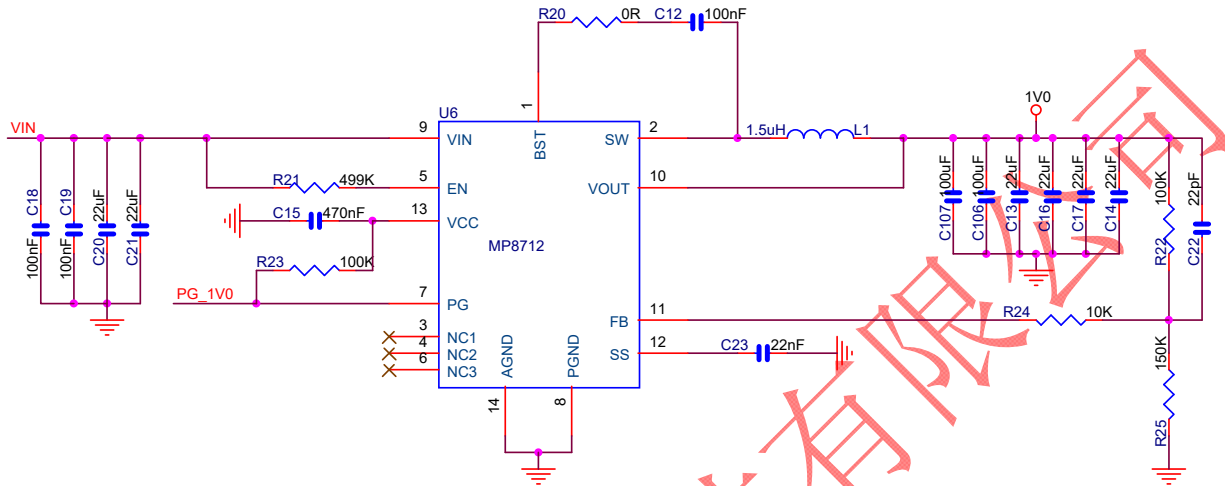 R20 0R C12 100nF
U6
1V0
1
BST
VIN
9 VIN
SW 2
1.5uH L1
R21 499K
5 EN
VOUT 10
C15 470nF
13 VCC
MP8712
R23 100K
PG_1V0
7 PG
3 NC1
4 NC2
6 NC3
FB 11
R24 10K
SS 12
C23 22nF
AGND
PGND
14
8
C18 100nF
C19 100nF
C20 22uF
C21 22uF
C107 100uF
C106 100uF
C13 22uF
C16 22uF
C17 22uF
C14 22uF
R22 100K
C22 22pF
R25 150K
有限公司